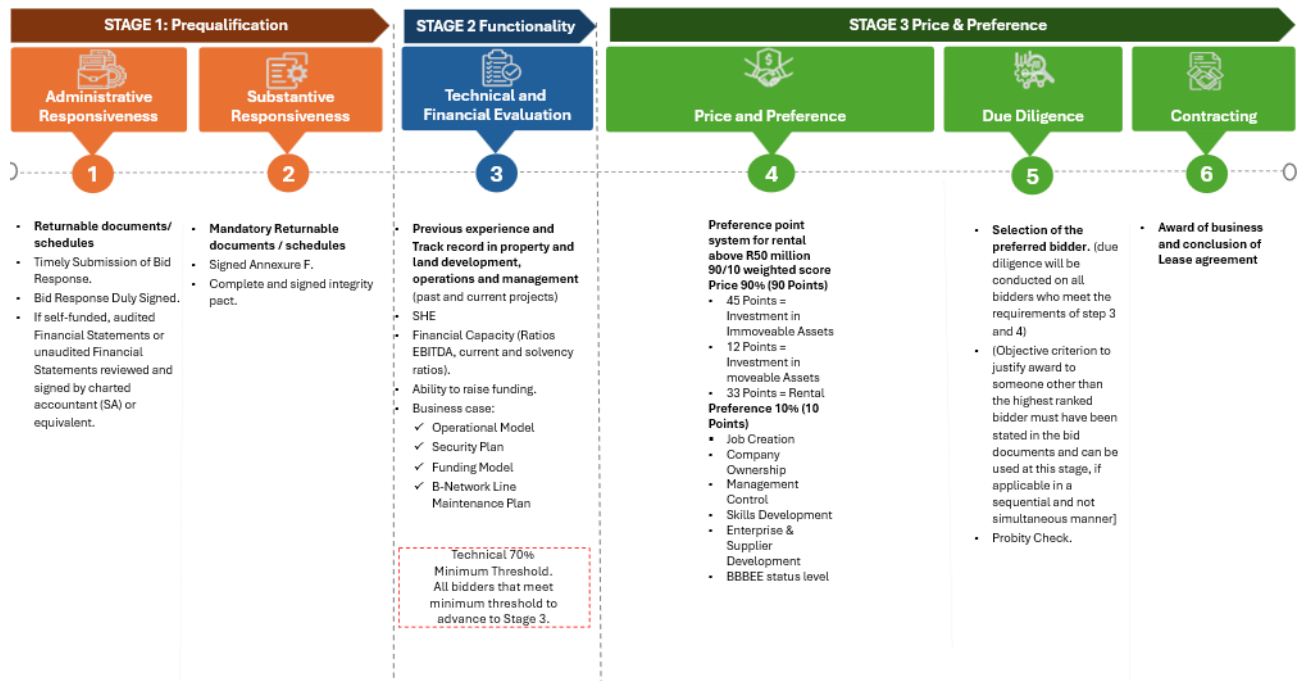 STAGE 1: Prequalification
STAGE 2 Functionality
STAGE 3 Price & Preference
Administrative
Responsiveness
Substantive
Responsiveness
Technical and
Financial Evaluation
Price and Preference
Due Diligence
Contracting
1
2
3
4
5
6
▪ Returnable documents/
schedules
▪ Timely Submission of Bid
Response.
▪ Bid Response Duly Signed.
▪ If self-funded, audited
Financial Statements or
unaudited Financial
Statements reviewed and
signed by charted
accountant (SA) or
equivalent.
▪ Mandatory Returnable
documents / schedules
▪ Signed Annexure F.
▪ Complete and signed integrity
pact.
▪ Previous experience and
Track record in property and
land development,
operations and management
(past and current projects)
▪ SHE
▪ Financial Capacity (Ratios
EBITDA, current and solvency
ratios).
▪ Ability to raise funding.
▪ Business case:
✓ Operational Model
✓ Security Plan
✓ Funding Model
✓ B-Network Line
Maintenance Plan
Technical 70%
Minimum Threshold.
All bidders that meet
minimum threshold to
advance to Stage 3.
Preference point
system for rental
above R50 million
90/10 weighted score
Price 90% (90 Points)
▪ 45 Points =
Investment in
Immoveable Assets
▪ 12 Points =
Investment in
moveable Assets
▪ 33 Points = Rental
Preference 10% (10
Points)
▪ Job Creation
▪ Company
Ownership
▪ Management
Control
▪ Skills Development
▪ Enterprise &
Supplier
Development
▪ BBBEE status level
▪ Selection of the
preferred bidder. (due
diligence will be
conducted on all
bidders who meet the
requirements of step 3
and 4)
▪ (Objective criterion to
justify award to
someone other than
the highest ranked
bidder must have been
stated in the bid
documents and can be
used at this stage, if
applicable in a
sequential and not
simultaneous manner]
▪ Probity Check.
▪ Award of business
and conclusion of
Lease agreement